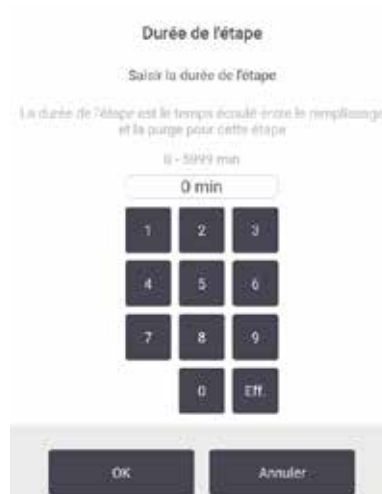 Durée de l'étape
Saisir la durée de l'étape
La durée de l'étape est le temps écoulé entre le remplissage
et la purge pour cette étape
0 - 5999 min
0 min
1 2 3
4 5 6
7 8 9
0 Eff.
OK Annuler